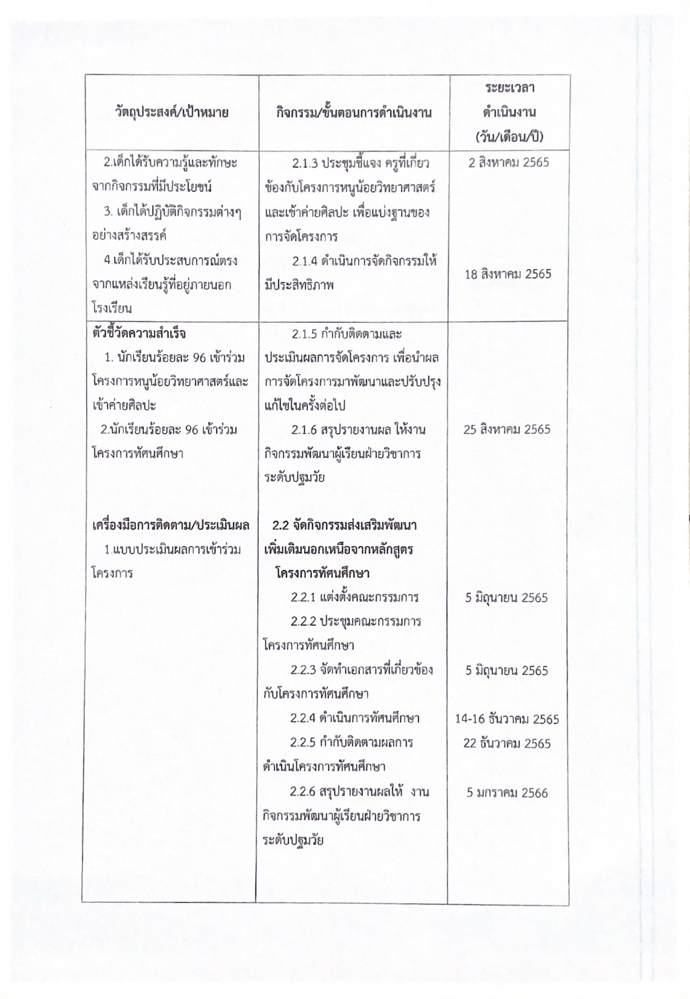 วัตถุประสงค์/เป้าหมาย
กิจกรรม/ขั้นตอนการดำเนินงาน
ระยะเวลา
ดำเนินงาน
(วัน/เดือน/ปี)
2.เด็กได้รับความรู้และทักษะ
จากกิจกรรมที่มีประโยชน์
3. เด็กได้ปฏิบัติกิจกรรมต่างๆ
อย่างสร้างสรรค์
4.เด็กได้รับประสบการณ์ตรง
จากแหล่งเรียนรู้ที่อยู่ภายนอก
โรงเรียน
2.1.3 ประชุมชี้แจง ครูที่เกี่ยว
ข้องกับโครงการหนูน้อยวิทยาศาสตร์
และเข้าค่ายศิลปะ เพื่อแบ่งฐานของ
การจัดโครงการ
2.1.4 ดำเนินการจัดกิจกรรมให้
มีประสิทธิภาพ
2 สิงหาคม 2565
18 สิงหาคม 2565
ตัวชี้วัดความสำเร็จ
1. นักเรียนร้อยละ 96 เข้าร่วม
โครงการหนูน้อยวิทยาศาสตร์และ
เข้าค่ายศิลปะ
2.นักเรียนร้อยละ 96 เข้าร่วม
โครงการทัศนศึกษา
เครื่องมือการติดตาม/ประเมินผล
1.แบบประเมินผลการเข้าร่วม
โครงการ
2.1.5 กำกับติดตามและ
ประเมินผลการจัดโครงการ เพื่อนำผล
การจัดโครงการมาพัฒนาและปรับปรุง
แก้ไขในครั้งต่อไป
2.1.6 สรุปรายงานผล ให้งาน
กิจกรรมพัฒนาผู้เรียนฝ่ายวิชาการ
ระดับปฐมวัย
2.2 จัดกิจกรรมส่งเสริมพัฒนา
เพิ่มเติมนอกเหนือจากหลักสูตร
โครงการทัศนศึกษา
2.2.1 แต่งตั้งคณะกรรมการ
2.2.2 ประชุมคณะกรรมการ
โครงการทัศนศึกษา
2.2.3 จัดทำเอกสารที่เกี่ยวข้อง
กับโครงการทัศนศึกษา
2.2.4 ดำเนินการทัศนศึกษา
2.2.5 กำกับติดตามผลการ
ดำเนินโครงการทัศนศึกษา
2.2.6 สรุปรายงานผลให้ งาน
กิจกรรมพัฒนาผู้เรียนฝ่ายวิชาการ
ระดับปฐมวัย
25 สิงหาคม 2565
5 มิถุนายน 2565
5 มิถุนายน 2565
14-16 ธันวาคม 2565
22 ธันวาคม 2565
5 มกราคม 2566